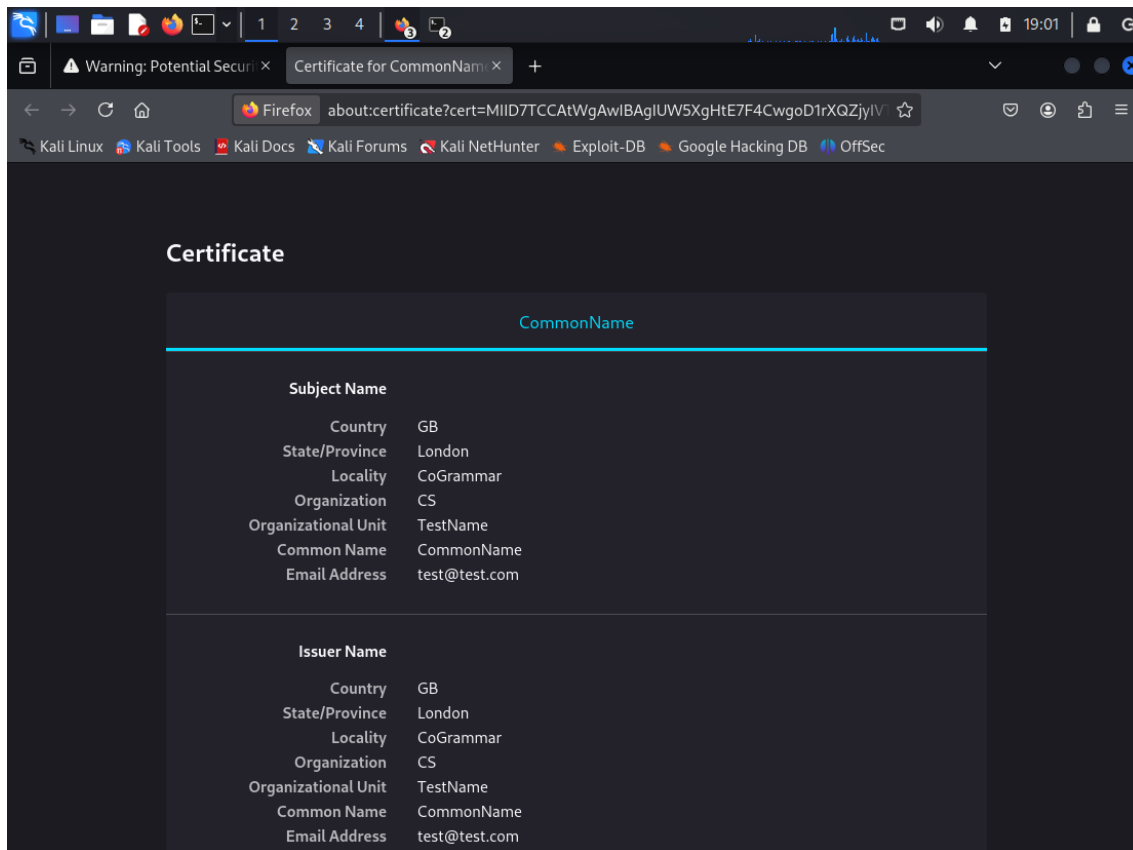 1 2 3 4 3 2 19:01 G
Warning: Potential Securi Certificate for CommonNam
Firefox about:certificate?cert=MIID7TCCAtWgAwIBAgIUW5XgHtE7F4CwgoD1rXQZjyIV
Kali Linux Kali Tools Kali Docs Kali Forums Kali NetHunter Exploit-DB Google Hacking DB OffSec
Certificate
CommonName
Subject Name
Country GB
State/Province London
Locality CoGrammar
Organization CS
Organizational Unit TestName
Common Name CommonName
Email Address test@test.com
Issuer Name
Country GB
State/Province London
Locality CoGrammar
Organization CS
Organizational Unit TestName
Common Name CommonName
Email Address test@test.com